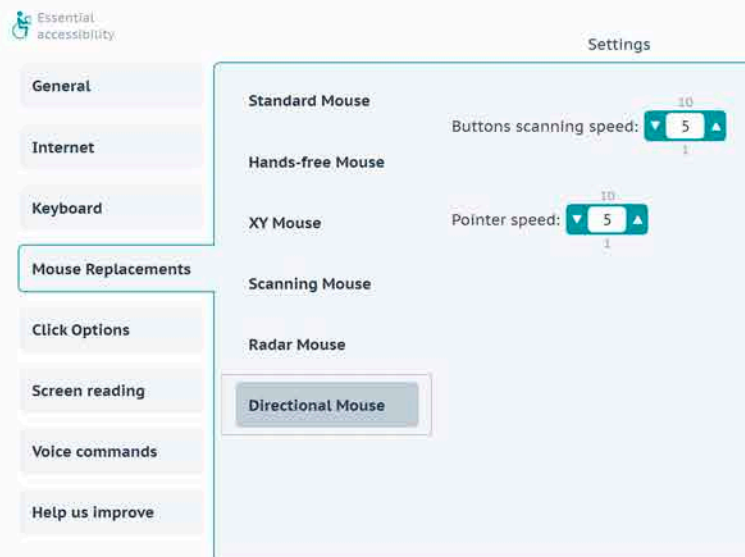 Essential
accessibility
Settings
General
Internet
Keyboard
Mouse Replacements
Click Options
Screen reading
Voice commands
Help us improve
Standard Mouse
Hands-free Mouse
XY Mouse
Scanning Mouse
Radar Mouse
Directional Mouse
10
Buttons scanning speed: ▼ 5 ▲
1
10
Pointer speed: ▼ 5 ▲
1